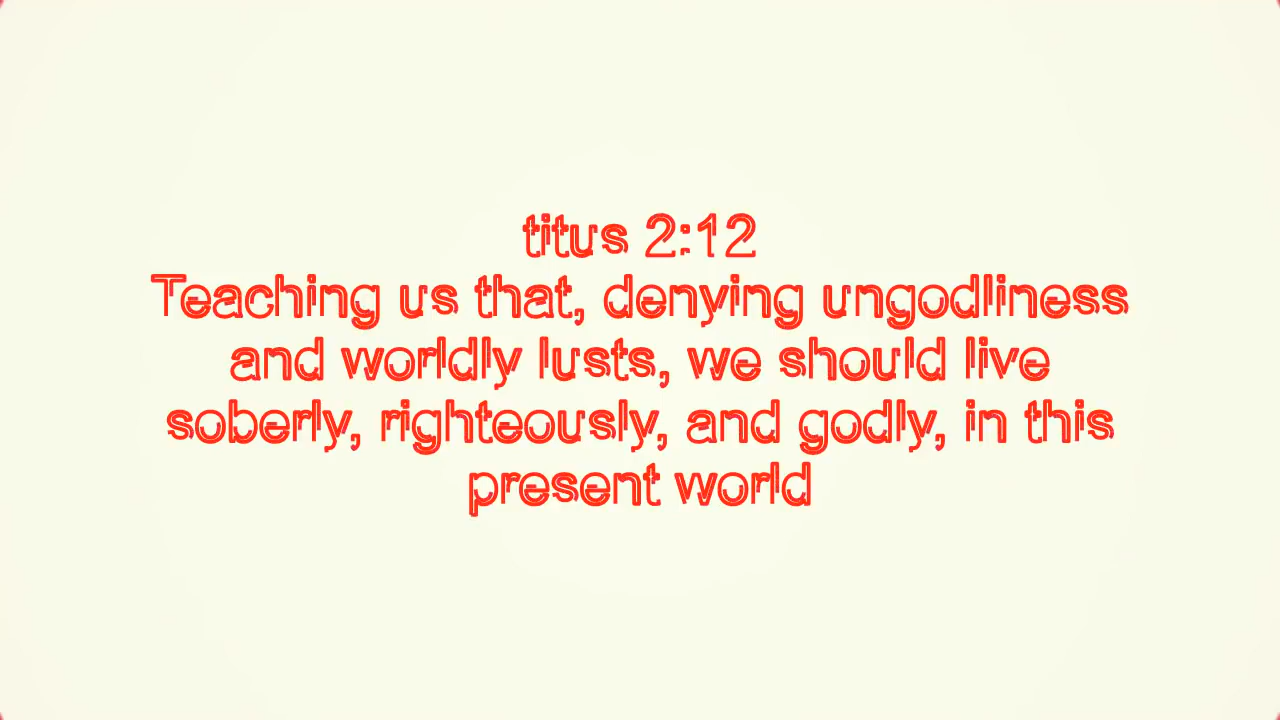 titus 2:12
Teaching us that, denying ungodliness
and worldly lusts, we should live
soberly, righteously, and godly, in this
present world